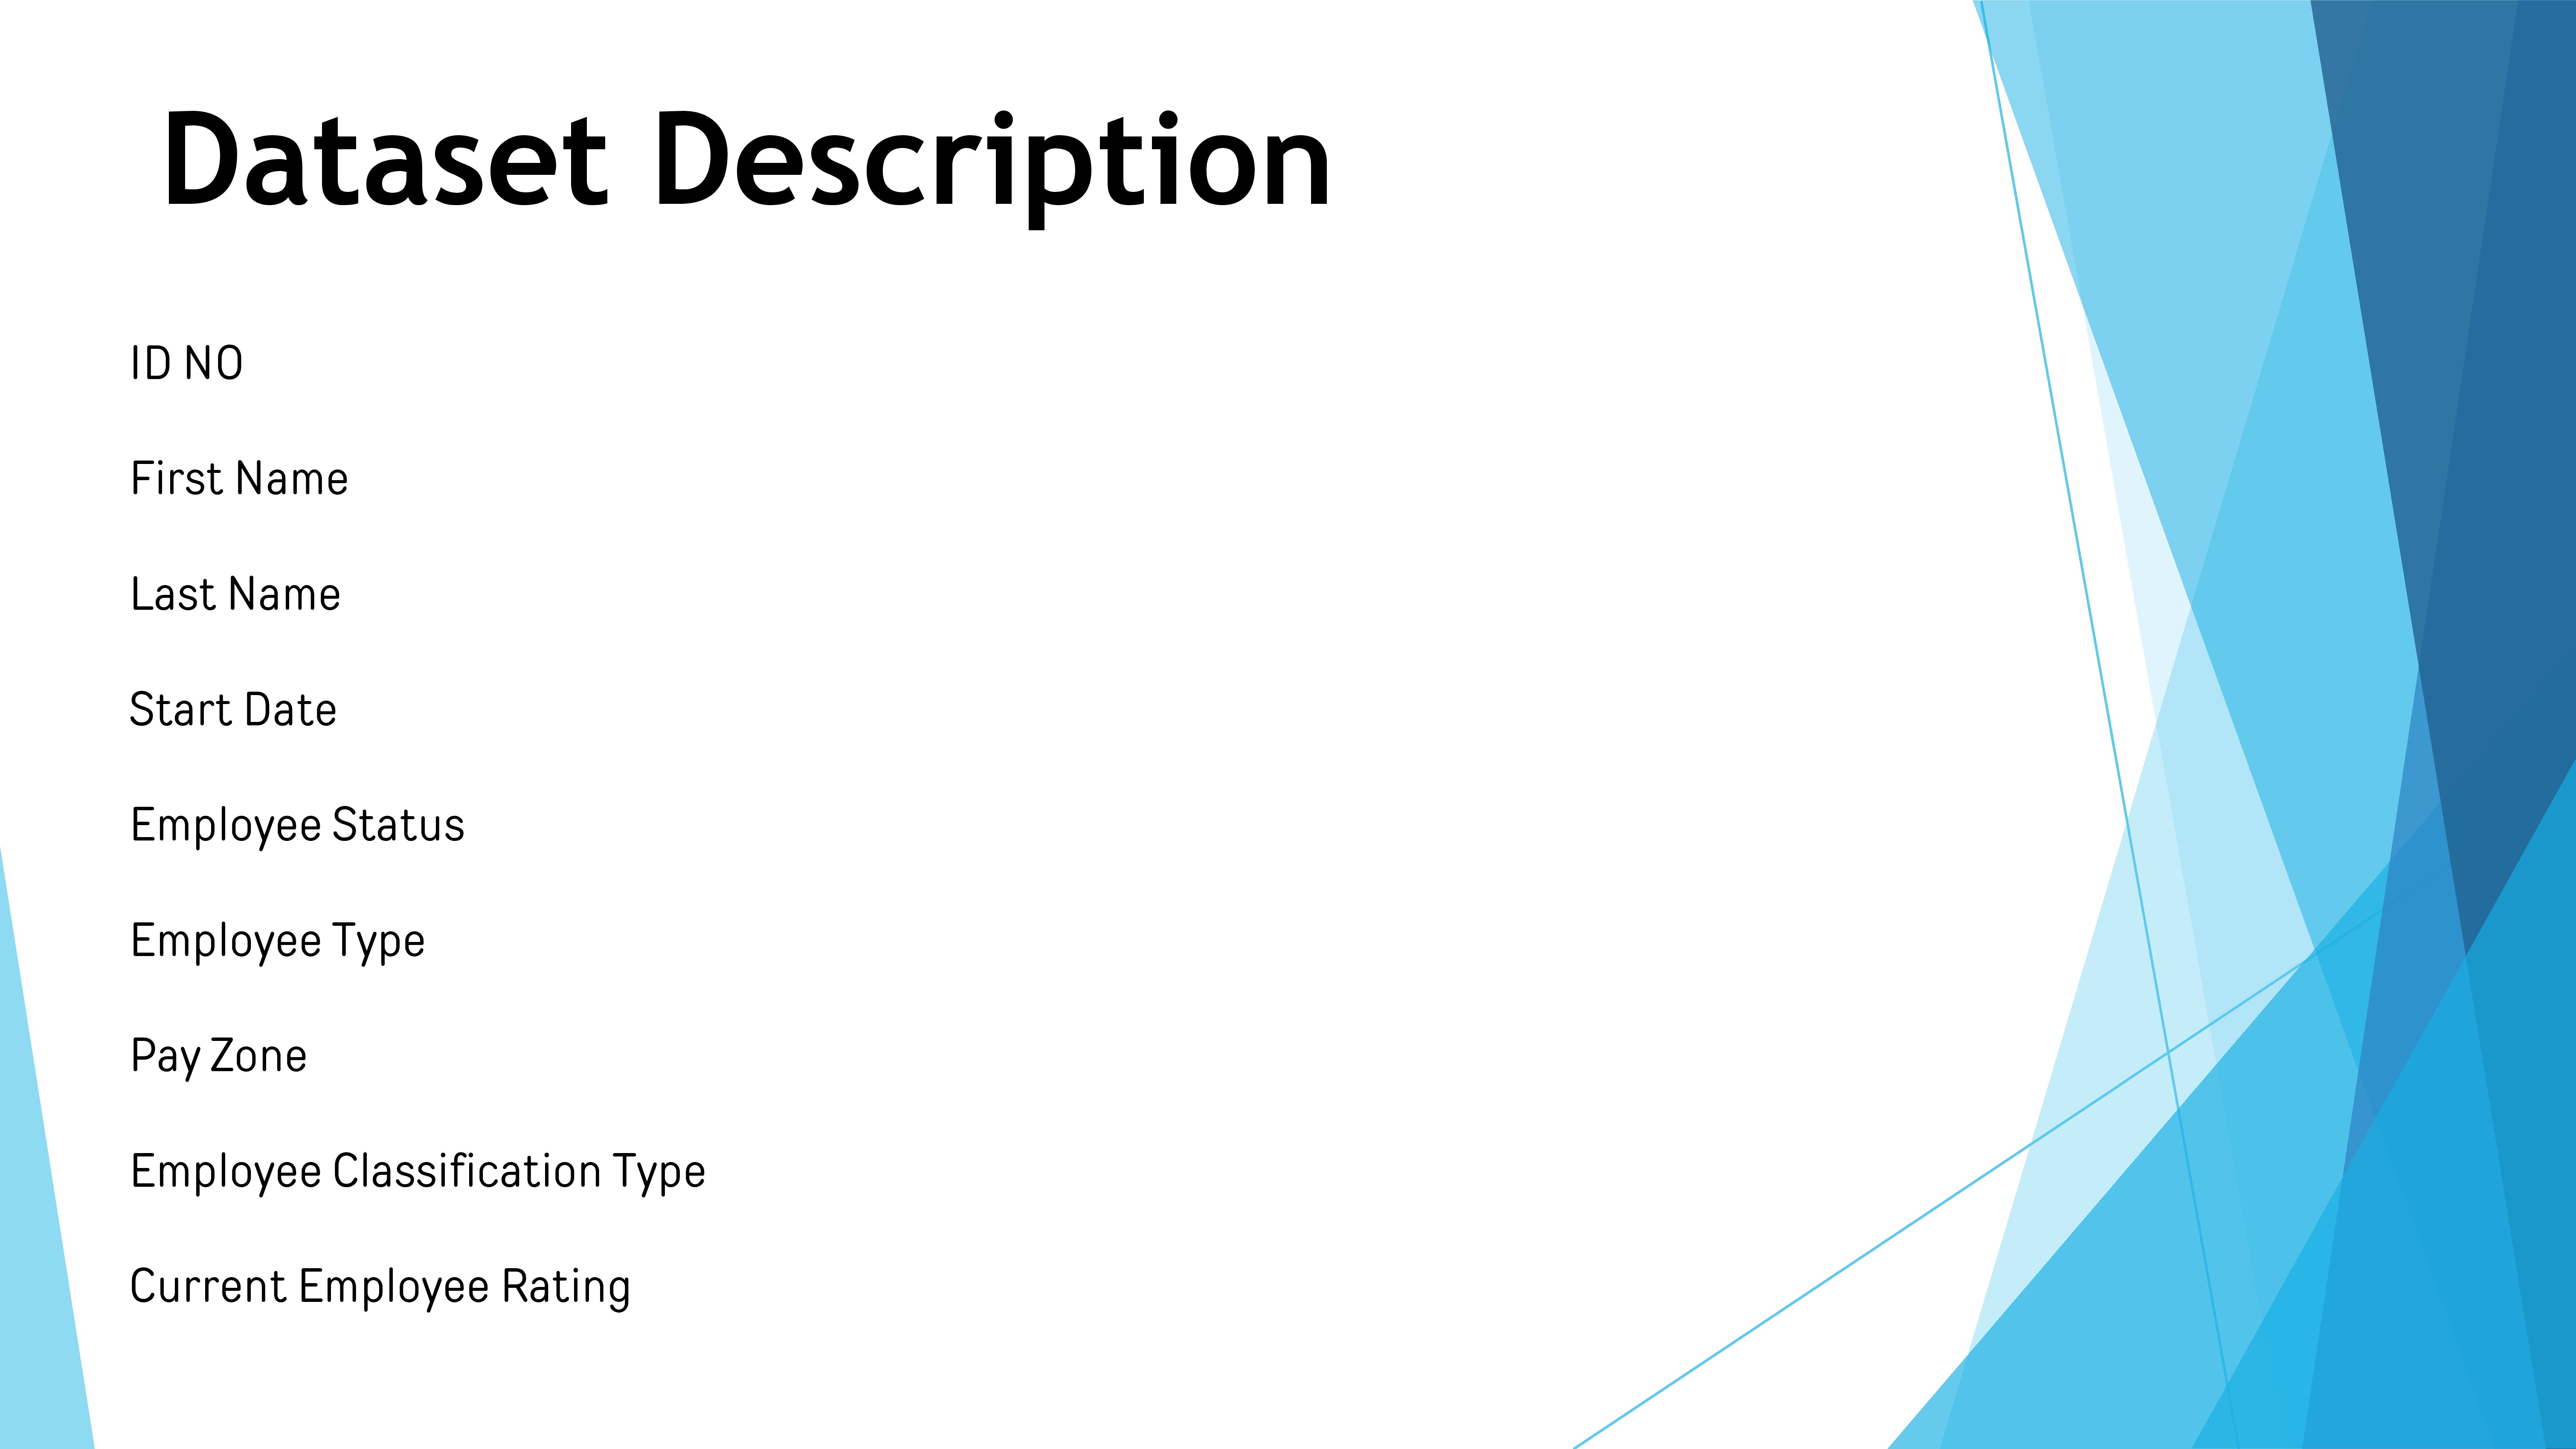 Dataset Description
ID NO
First Name
Last Name
Start Date
Employee Status
Employee Type
Pay Zone
Employee Classification Type
Current Employee Rating